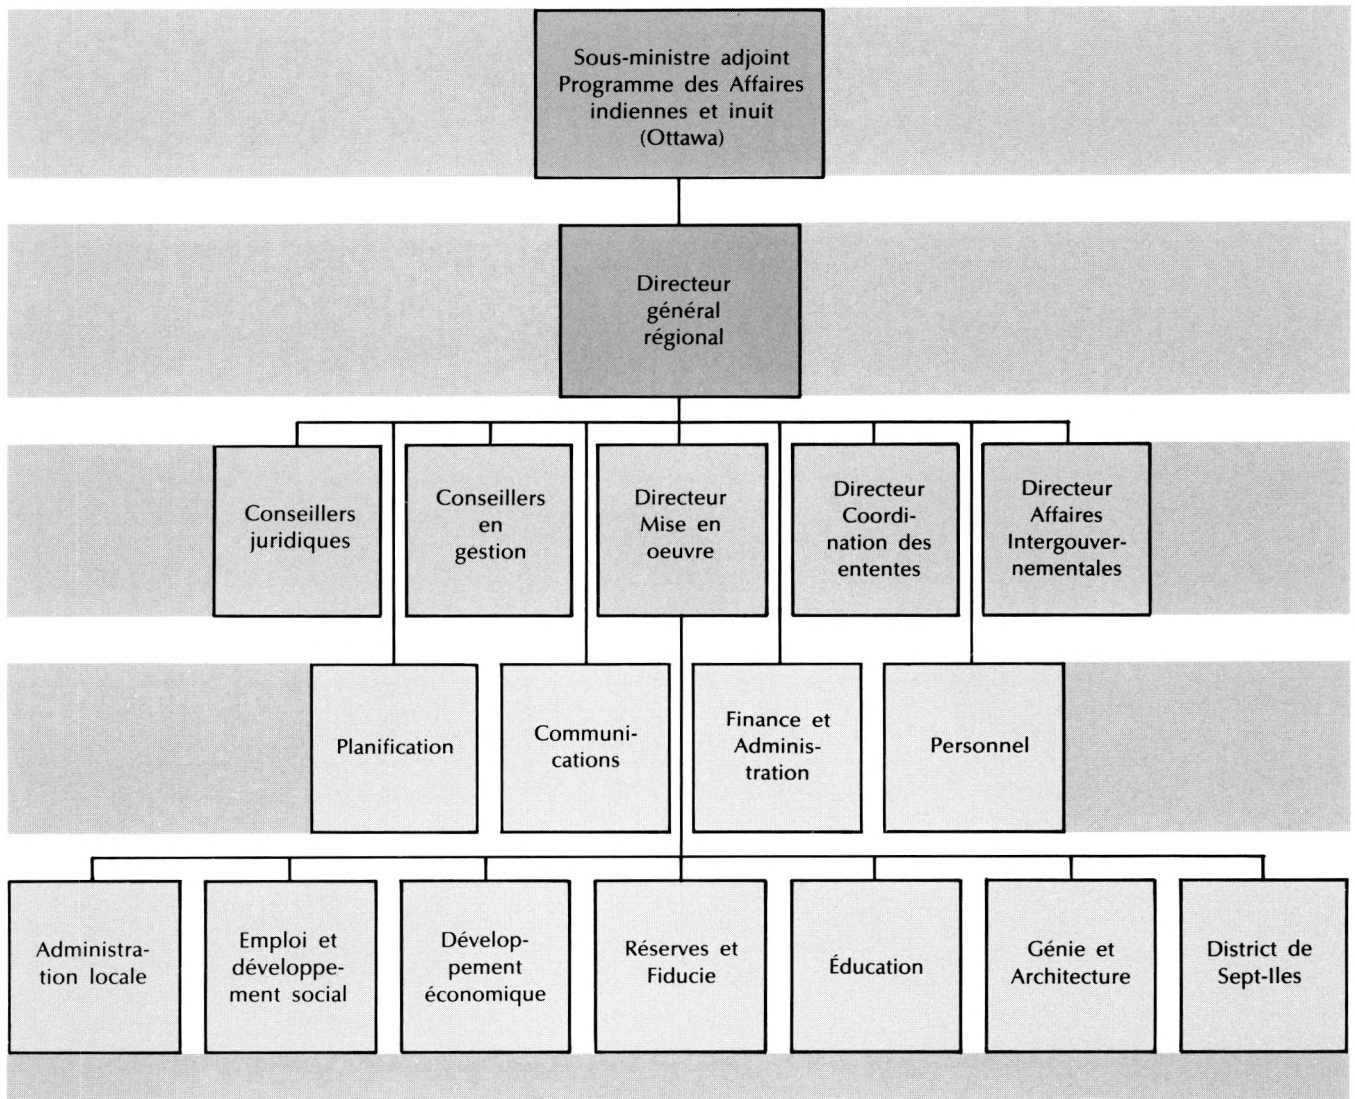 Sous-ministre adjoint
Programme des Affaires
indiennes et inuit
(Ottawa)
Directeur
général
régional
Conseillers
juridiques
Conseillers
en
gestion
Directeur
Mise en
oeuvre
Directeur
Coordi-
nation des
ententes
Directeur
Affaires
Intergouver-
nementales
Planification
Communi-
cations
Finance et
Adminis-
tration
Personnel
Administra-
tion locale
Emploi et
développe-
ment social
Dévelop-
pement
économique
Réserves et
Fiducie
Éducation
Génie et
Architecture
District de
Sept-Iles